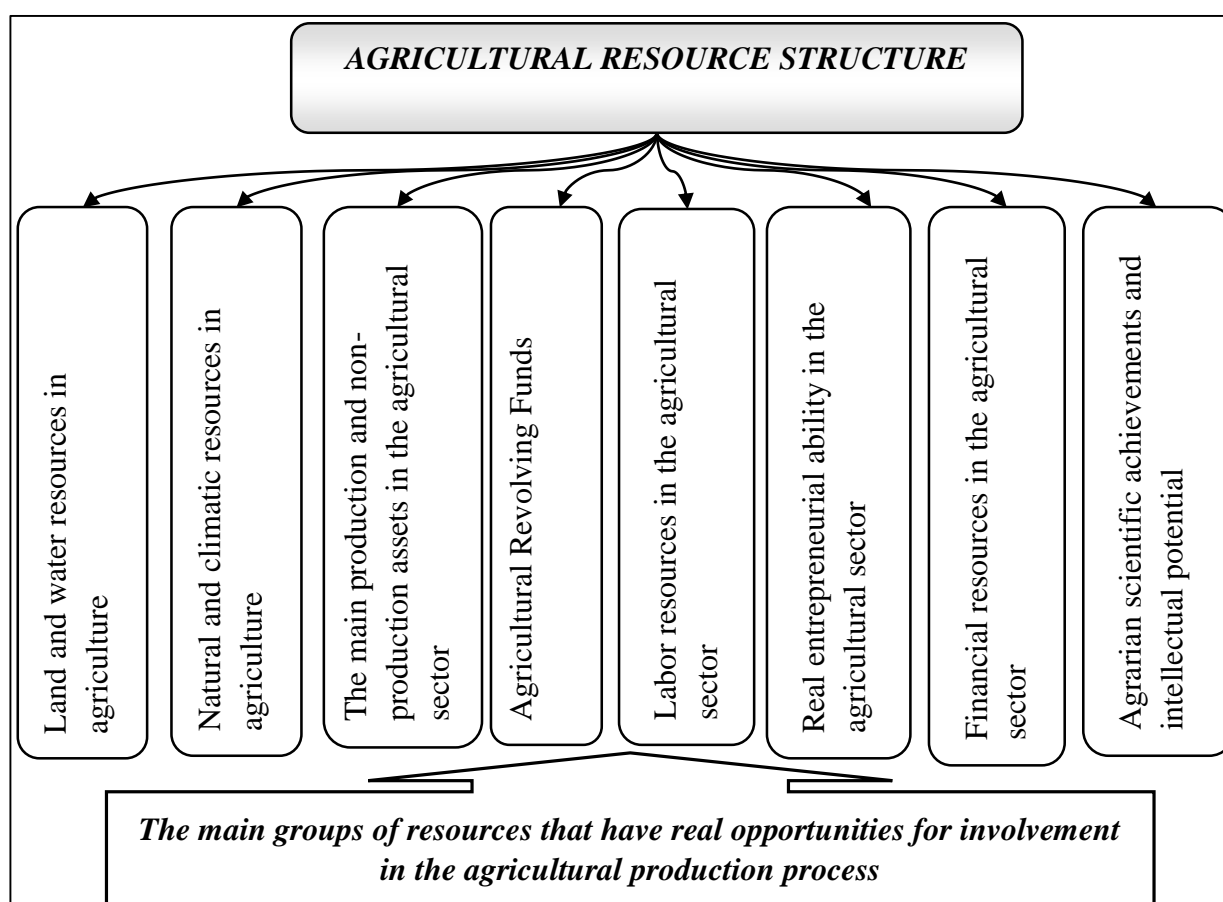 AGRICULTURAL RESOURCE STRUCTURE
Land and water resources in
agriculture
Natural and climatic resources in
agriculture
The main production and non-
production assets in the agricultural
sector
Agricultural Revolving Funds
Labor resources in the agricultural
sector
Real entrepreneurial ability in the
agricultural sector
Financial resources in the agricultural
sector
Agrarian scientific achievements and
intellectual potential
The main groups of resources that have real opportunities for involvement
in the agricultural production process